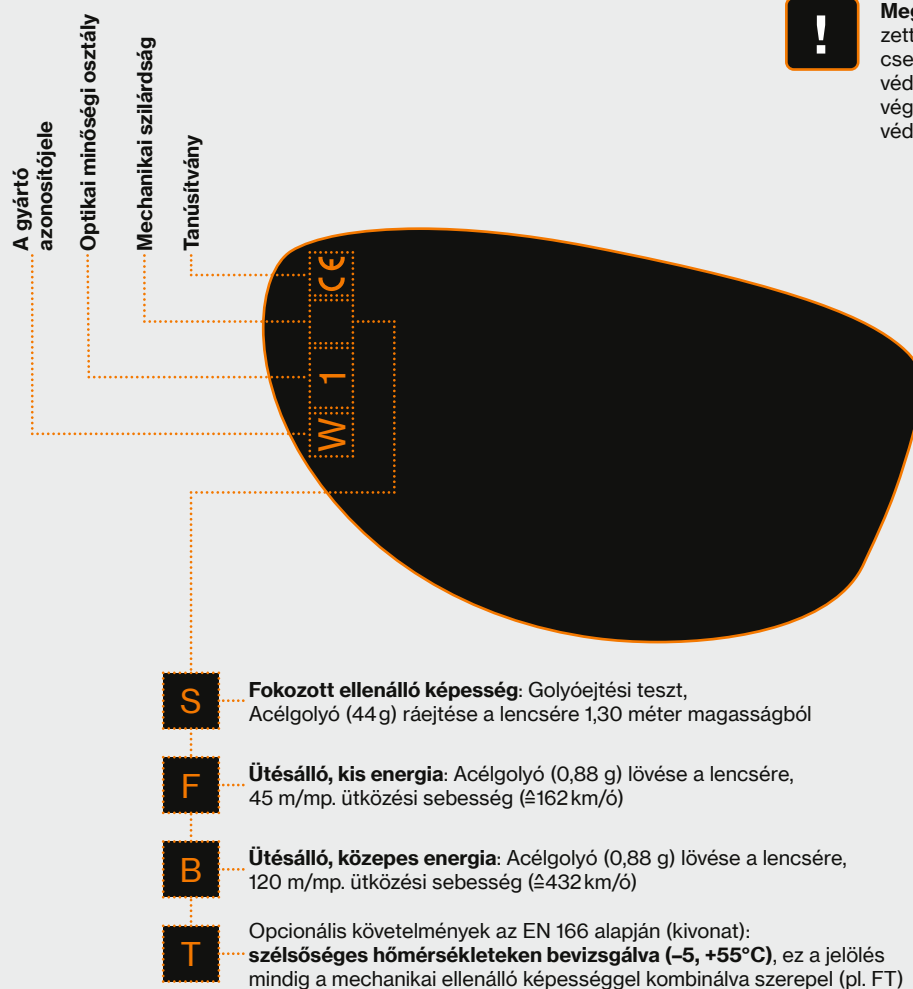 A gyártó
azonosítójele
Optikai minőségi osztály
Mechanikai szilárdság
Tanúsítvány
!
CE
1
W
S
Fokozott ellenálló képesség: Golyóejtési teszt,
Acélgolyó (44 g) ráejtése a lencsére 1,30 méter magasságból
F
Ütésálló, kis energia: Acélgolyó (0,88 g) lövése a lencsére,
45 m/mp. ütközési sebesség (≙162 km/ó)
B
Ütésálló, közepes energia: Acélgolyó (0,88 g) lövése a lencsére,
120 m/mp. ütközési sebesség (≙432 km/ó)
T
Opcionális követelmények az EN 166 alapján (kivonat):
szélsőséges hőmérsékleteken bevizsgálva (–5, +55°C), ez a jelölés
mindig a mechanikai ellenálló képességgel kombinálva szerepel (pl. FT)